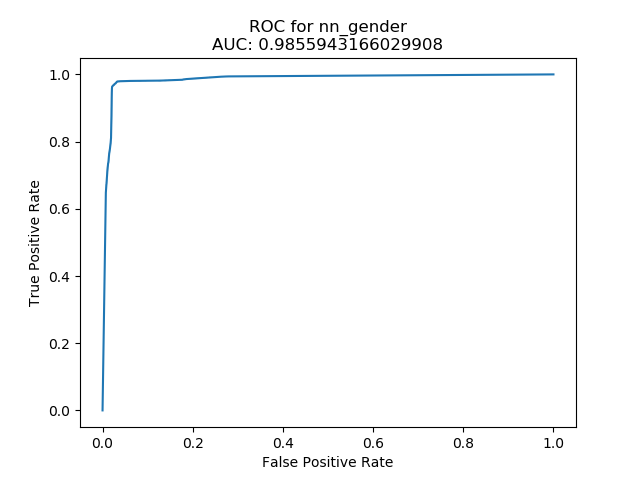 ROC for nn_gender
AUC: 0.9855943166029908
1.0
0.8
0.6
0.4
0.2
0.0
True Positive Rate
0.0 0.2 0.4 0.6 0.8 1.0
False Positive Rate